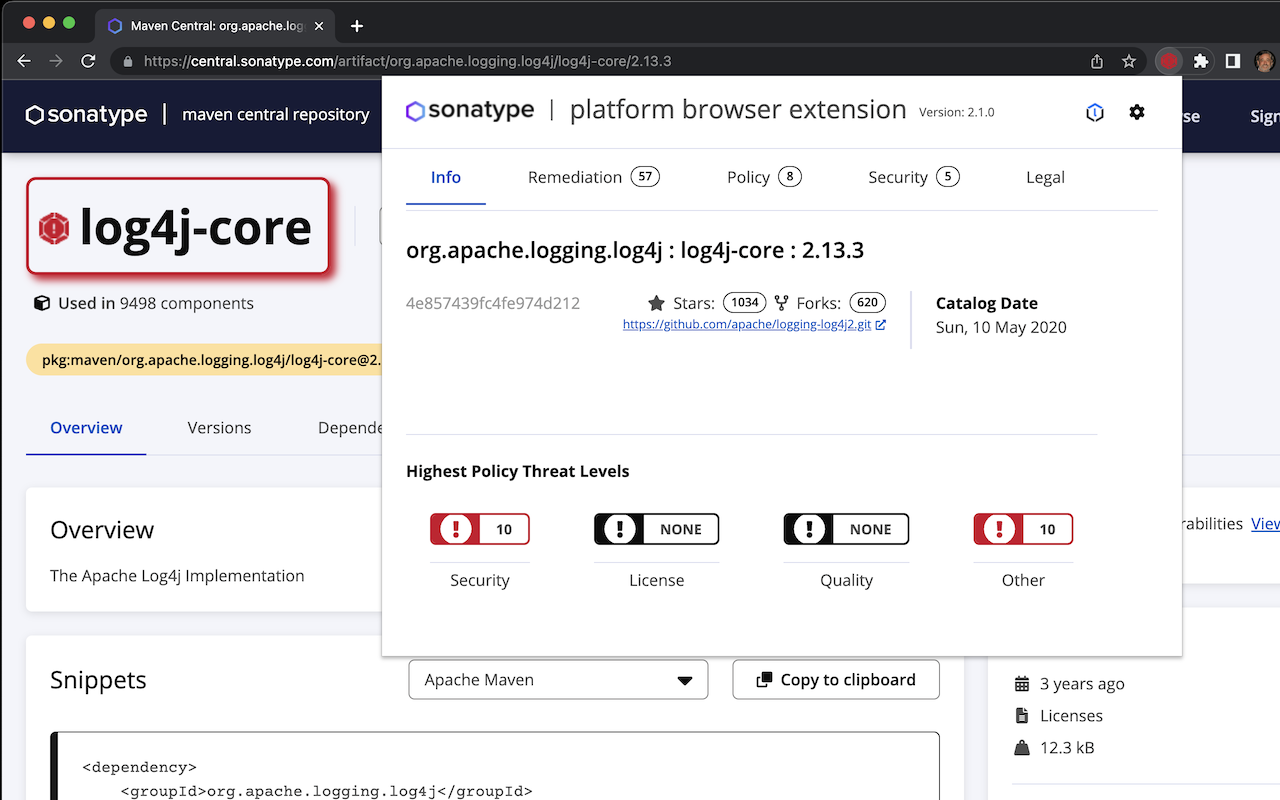 Maven Central: org.apache.log
https://central.sonatype.com/artifact/org.apache.logging.log4j/log4j-core/2.13.3
sonatype | maven central repository
sonatype | platform browser extension Version: 2.1.0
Info Remediation 57 Policy 8 Security 5 Legal
log4j-core
org.apache.logging.log4j : log4j-core : 2.13.3
Used in 9498 components
4e857439fc4fe974d212
Stars: 1034 Forks: 620
https://github.com/apache/logging-log4j2.git
Catalog Date
Sun, 10 May 2020
pkg:maven/org.apache.logging.log4j/log4j-core@2.
Overview Versions
Highest Policy Threat Levels
10 NONE NONE 10
Security License Quality Other
Overview
The Apache Log4j Implementation
Snippets
Apache Maven
Copy to clipboard
<dependency>
<groupId>org.apache.logging.log4j</groupId>
3 years ago
Licenses
12.3 kB